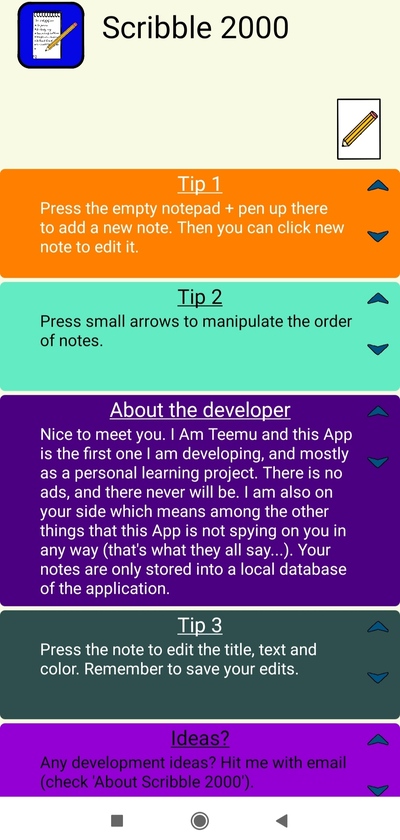 Scribble 2000
Tip 1
Press the empty notepad + pen up there
to add a new note. Then you can click new
note to edit it.
Tip 2
Press small arrows to manipulate the order
of notes.
About the developer
Nice to meet you. I Am Teemu and this App
is the first one I am developing, and mostly
as a personal learning project. There is no
ads, and there never will be. I am also on
your side which means among the other
things that this App is not spying on you in
any way (that's what they all say...). Your
notes are only stored into a local database
of the application.
Tip 3
Press the note to edit the title, text and
color. Remember to save your edits.
Ideas?
Any development ideas? Hit me with email
(check 'About Scribble 2000').